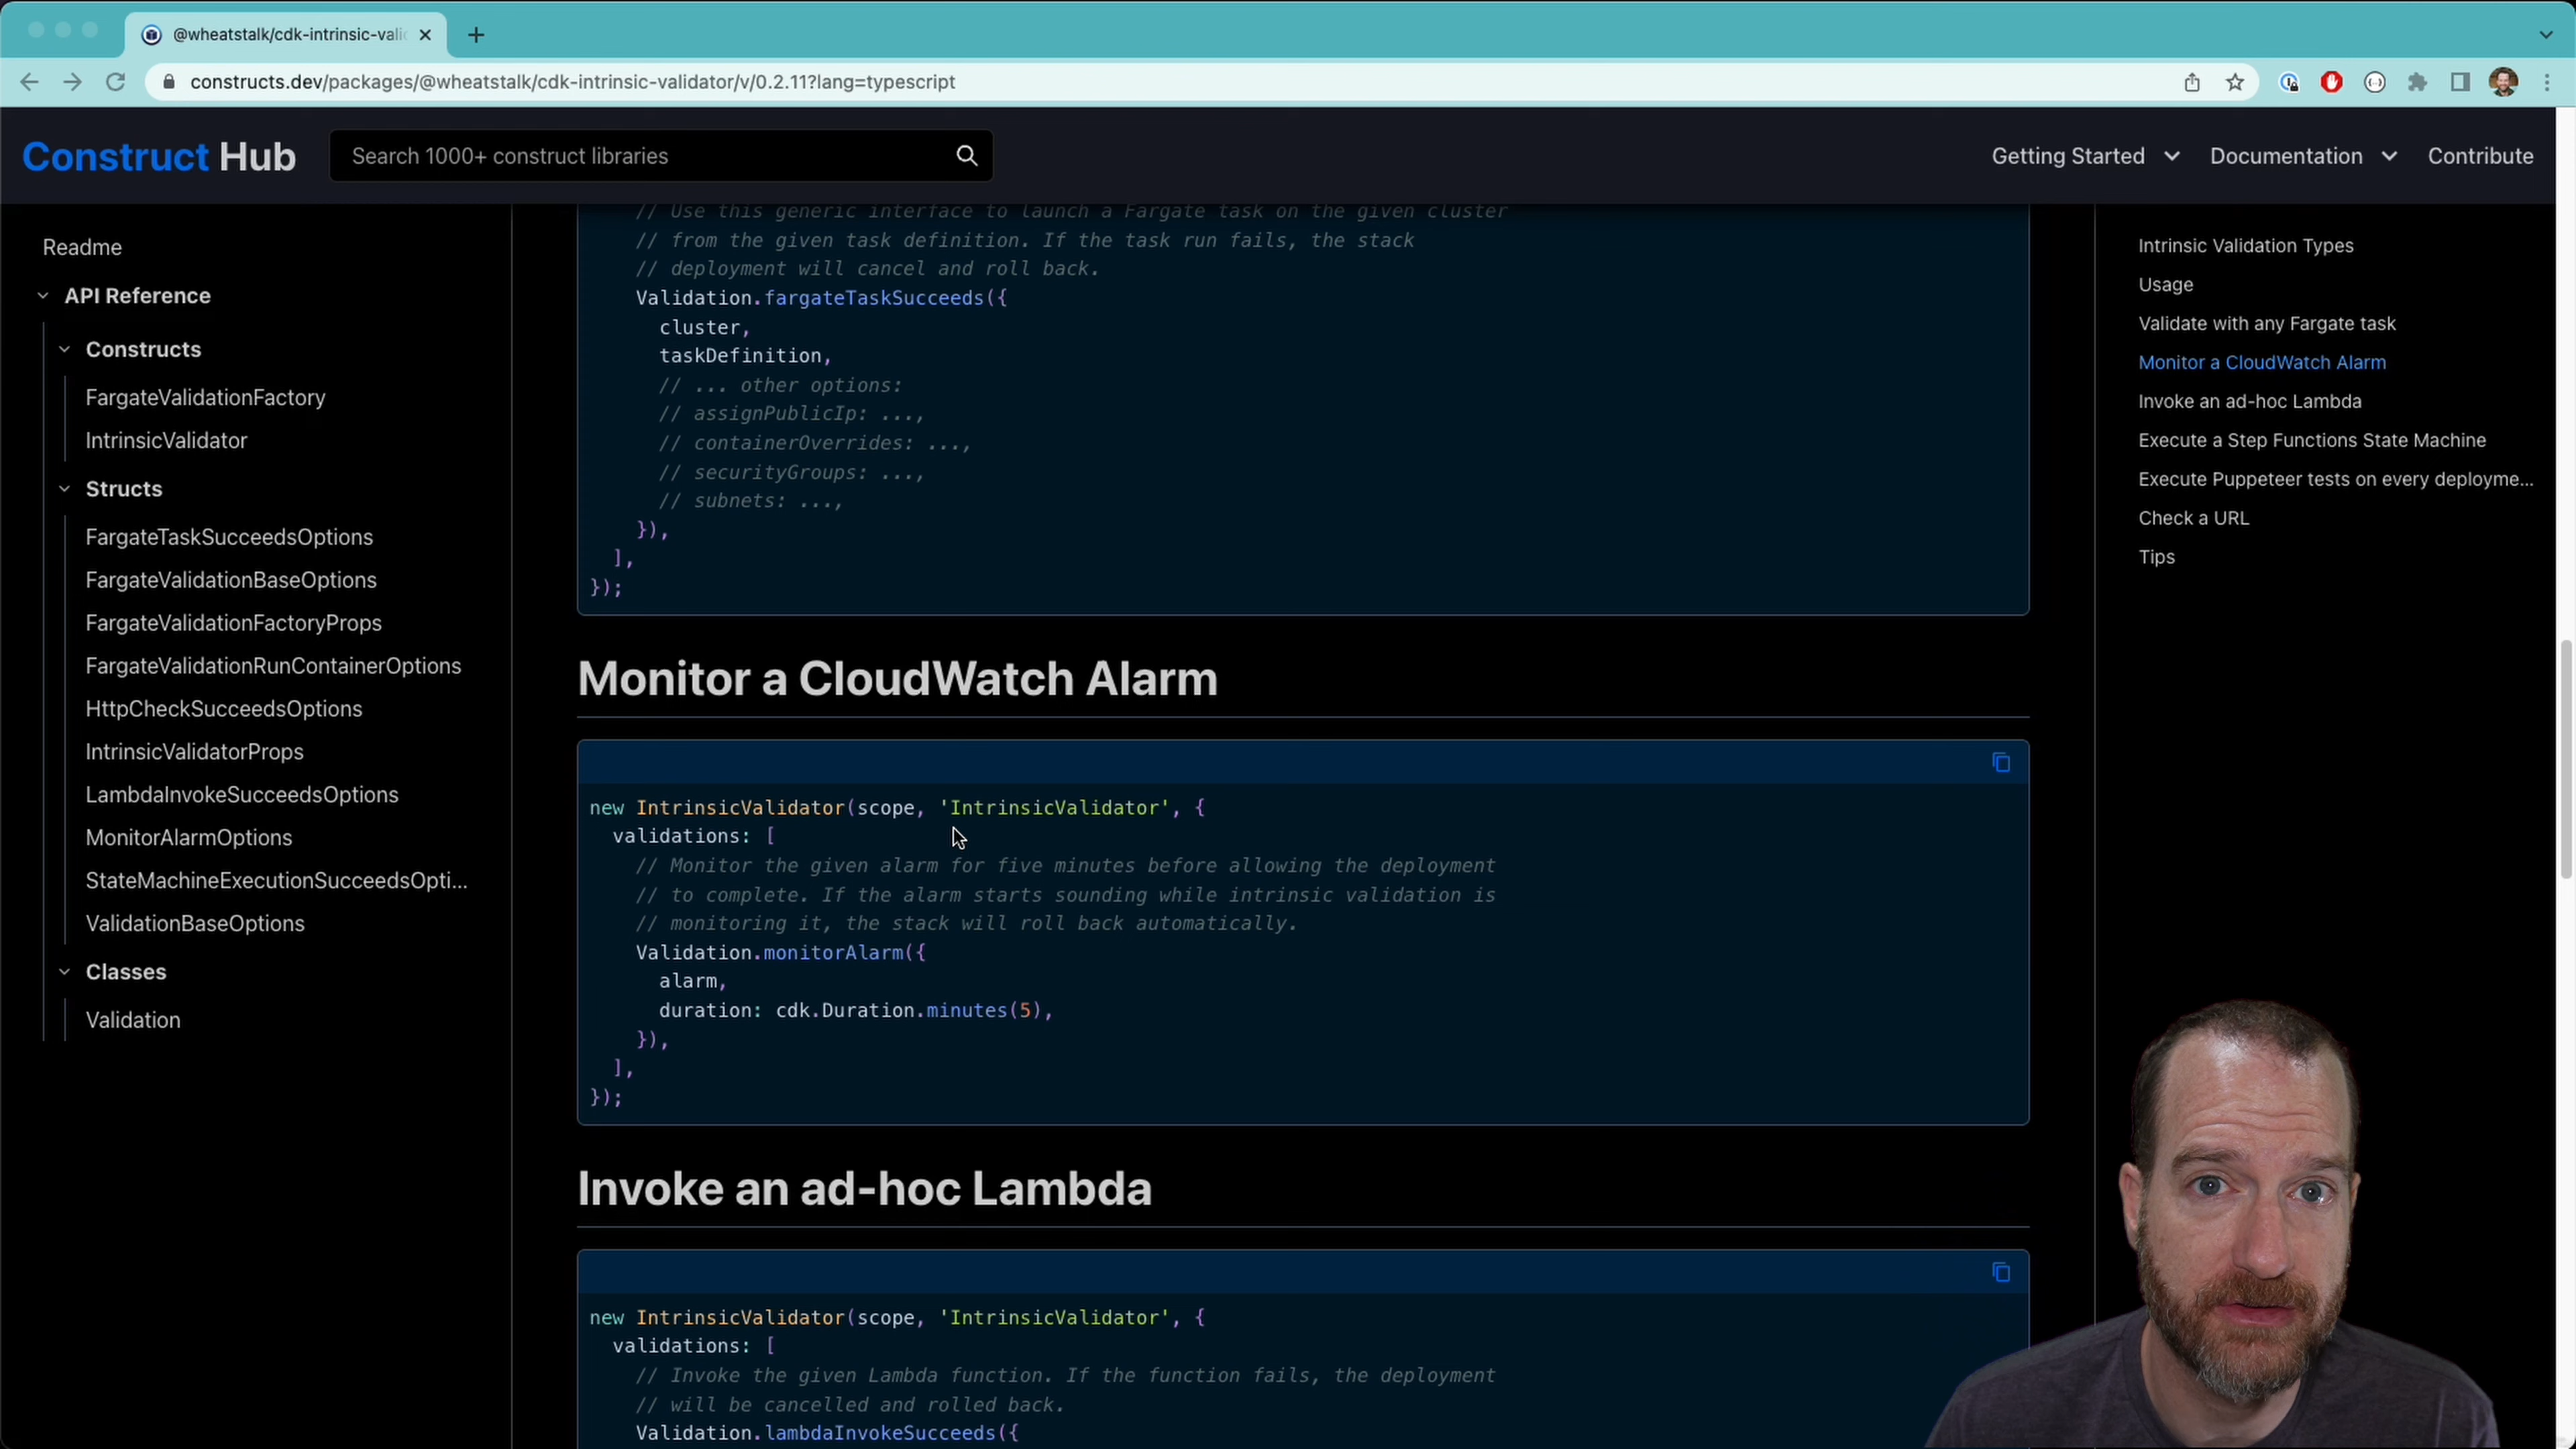 @wheatstalk/cdk-intrinsic-vali
constructs.dev/packages/@wheatstalk/cdk-intrinsic-validator/v/0.2.11?lang=typescript
Construct Hub
Search 1000+ construct libraries
Getting Started
Documentation
Contribute
Readme
API Reference
Constructs
FargateValidationFactory
IntrinsicValidator
Structs
FargateTaskSucceedsOptions
FargateValidationBaseOptions
FargateValidationFactoryProps
FargateValidationRunContainerOptions
HttpCheckSucceedsOptions
IntrinsicValidatorProps
LambdaInvokeSucceedsOptions
MonitorAlarmOptions
StateMachineExecutionSucceedsOpti...
ValidationBaseOptions
Classes
Validation
// Use this generic interface to launch a Fargate task on the given cluster
// from the given task definition. If the task run fails, the stack
// deployment will cancel and roll back.
Validation.fargateTaskSucceeds({
cluster,
taskDefinition,
// ... other options:
// assignPublicIp: ...,
// containerOverrides: ...,
// securityGroups: ...,
// subnets: ...,
}),
],
});
Monitor a CloudWatch Alarm
new IntrinsicValidator(scope, 'IntrinsicValidator', {
validations: [
// Monitor the given alarm for five minutes before allowing the deployment
// to complete. If the alarm starts sounding while intrinsic validation is
// monitoring it, the stack will roll back automatically.
Validation.monitorAlarm({
alarm,
duration: cdk.Duration.minutes(5),
}),
],
});
Invoke an ad-hoc Lambda
new IntrinsicValidator(scope, 'IntrinsicValidator', {
validations: [
// Invoke the given Lambda function. If the function fails, the deployment
// will be cancelled and rolled back.
Validation.lambdaInvokeSucceeds({
Intrinsic Validation Types
Usage
Validate with any Fargate task
Monitor a CloudWatch Alarm
Invoke an ad-hoc Lambda
Execute a Step Functions State Machine
Execute Puppeteer tests on every deployme...
Check a URL
Tips